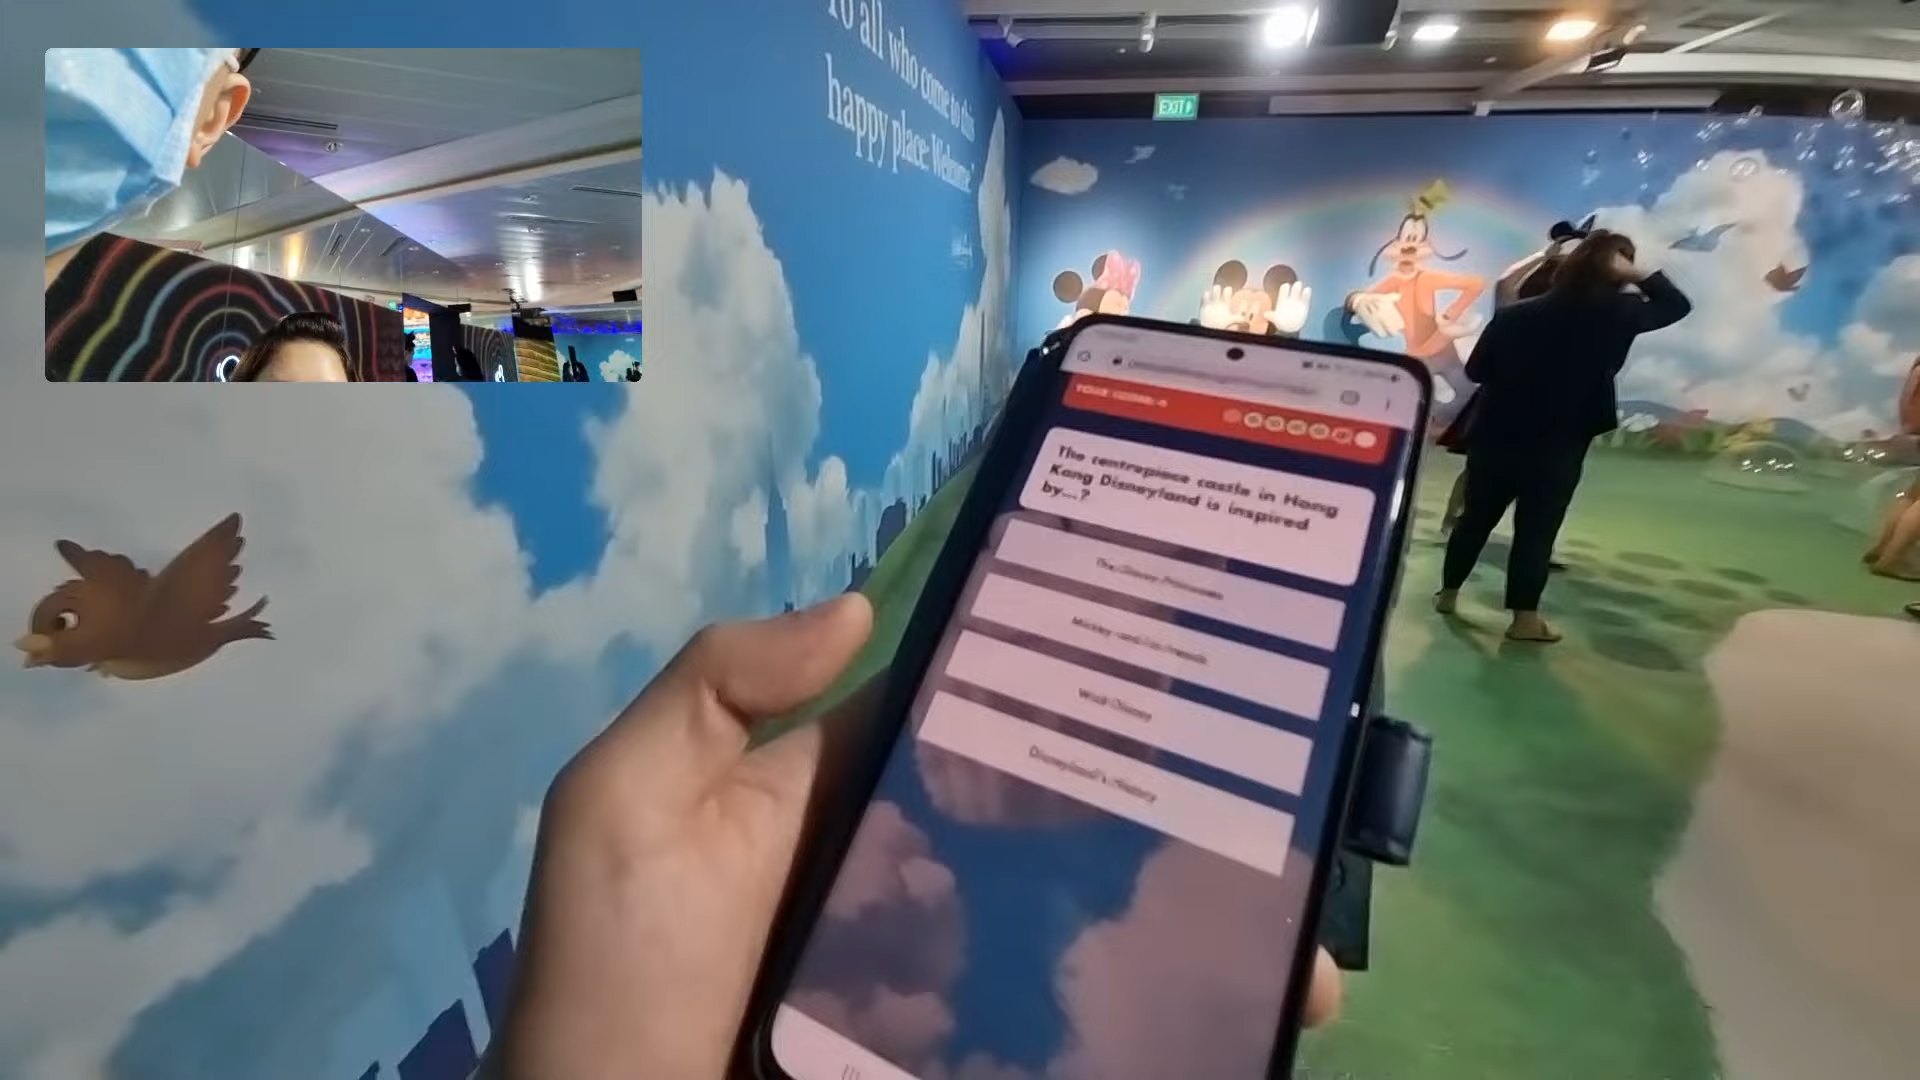 To all who come to this
happy place: Welcome"
EXIT
YOUR SCORE: 0
The centrepiece castle in Hong
Kong Disneyland is inspired
by...?
The Disney Princesses
Mickey and his friends
Walt Disney
Disneyland's History